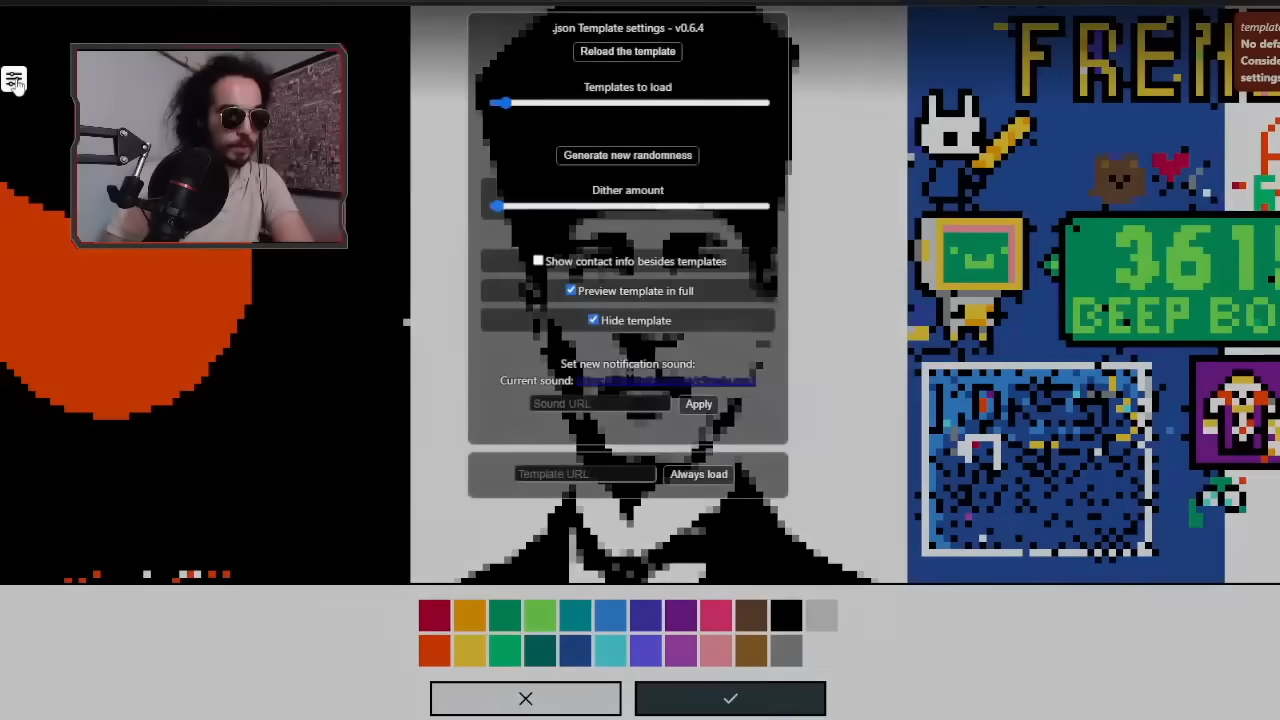 .json Template settings - v0.6.4
Reload the template
Templates to load
Generate new randomness
Dither amount
Show contact info besides templates
Preview template in full
Hide template
Set new notification sound:
Current sound:
Sound URL
Apply
Template URL
Always load
FREN
3615
BEEP BO
template
No defa
Conside
settings